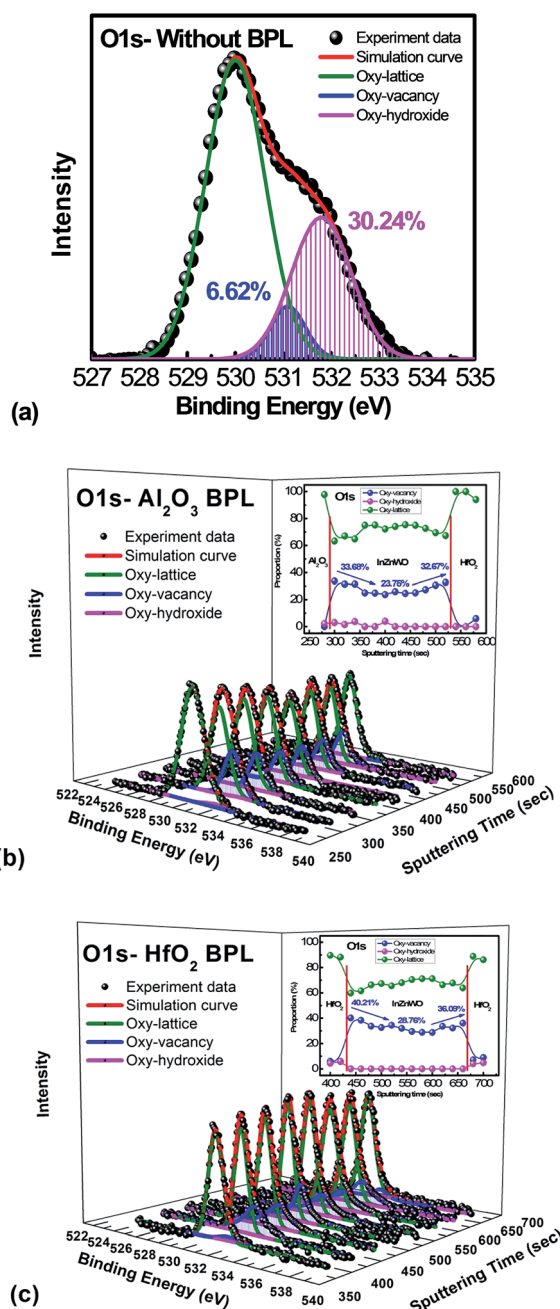 O1s- Without BPL
Experiment data
Simulation curve
Oxy-lattice
Oxy-vacancy
Oxy-hydroxide
30.24%
6.62%
Intensity
527 528 529 530 531 532 533 534 535
Binding Energy (eV)
(a)
O1s- Al2O3 BPL
Experiment data
Simulation curve
Oxy-lattice
Oxy-vacancy
Oxy-hydroxide
Intensity
O1s
Oxy-vacancy
Oxy-hydroxide
Oxy-lattice
Proportion (%)
100
80
60
40
20
0
Al2O3
InZnWO
HfO2
33.68%
23.75%
32.67%
250 300 350 400 450 500 550 600
Sputtering time (sec)
522 524 526 528 530 532 534 536 538 540
Binding Energy (eV)
250 300 350 400 450 500 550 600
Sputtering Time (sec)
(b)
O1s- HfO2 BPL
Experiment data
Simulation curve
Oxy-lattice
Oxy-vacancy
Oxy-hydroxide
Intensity
O1s
Oxy-vacancy
Oxy-hydroxide
Oxy-lattice
Proportion (%)
100
80
60
40
20
0
HfO2
InZnWO
HfO2
40.21%
28.76%
36.09%
400 450 500 550 600 650 700
Sputtering time (sec)
522 524 526 528 530 532 534 536 538 540
Binding Energy (eV)
350 400 450 500 550 600 650 700
Sputtering Time (sec)
(c)